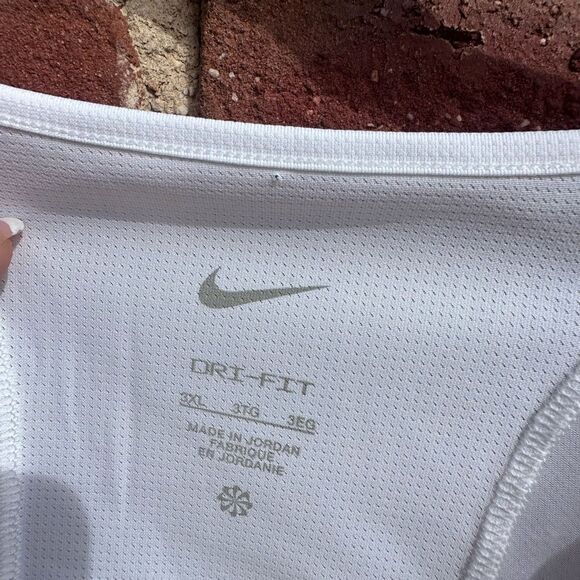 DRI-FIT
3XL 3TG 3EG
MADE IN JORDAN
FABRIQUE
EN JORDANIE